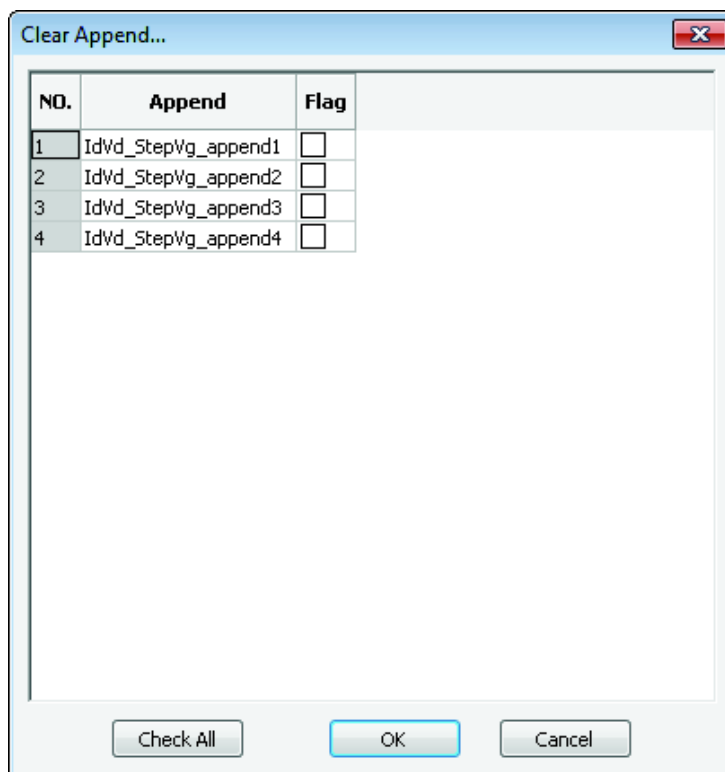 Clear Append...
NO. Append Flag
1 IdVd_StepVg_append1
2 IdVd_StepVg_append2
3 IdVd_StepVg_append3
4 IdVd_StepVg_append4
Check All OK Cancel